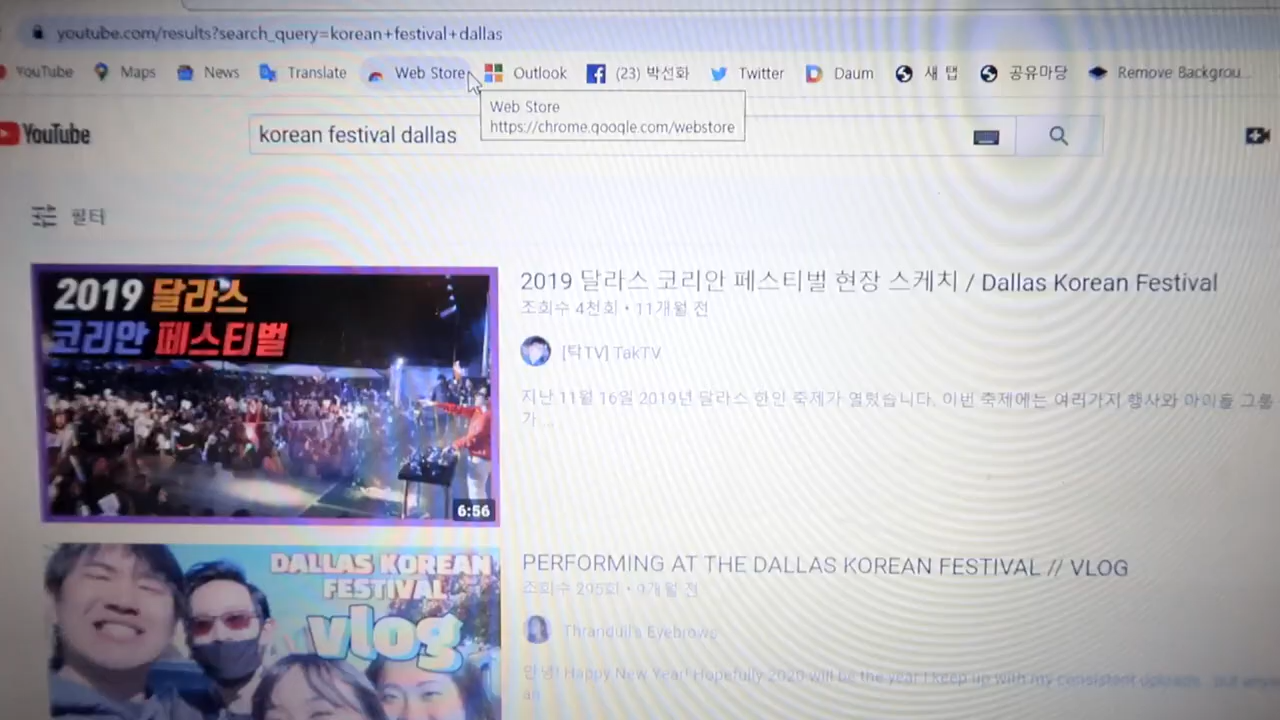 youtube.com/results?search_query=korean+festival+dallas
YouTube Maps News Translate Web Store Outlook (23) 박선화 Twitter Daum 새 탭 공유마당 Remove Backgrou...
Web Store
https://chrome.google.com/webstore
YouTube
korean festival dallas
필터
2019 달라스
코리안 페스티벌
6:56
2019 달라스 코리안 페스티벌 현장 스케치 / Dallas Korean Festival
조회수 4천회 • 11개월 전
[탁TV] TakTV
지난 11월 16일 2019년 달라스 한인 축제가 열렸습니다. 이번 축제에는 여러가지 행사와 아이돌 그룹
가 ...
DALLAS KOREAN
FESTIVAL
vlog
PERFORMING AT THE DALLAS KOREAN FESTIVAL // VLOG
조회수 295회 • 9개월 전
Thranduil's Eyebrows
안녕! Happy New Year! Hopefully 2020 will be the year I keep up with my consistent uploads
an